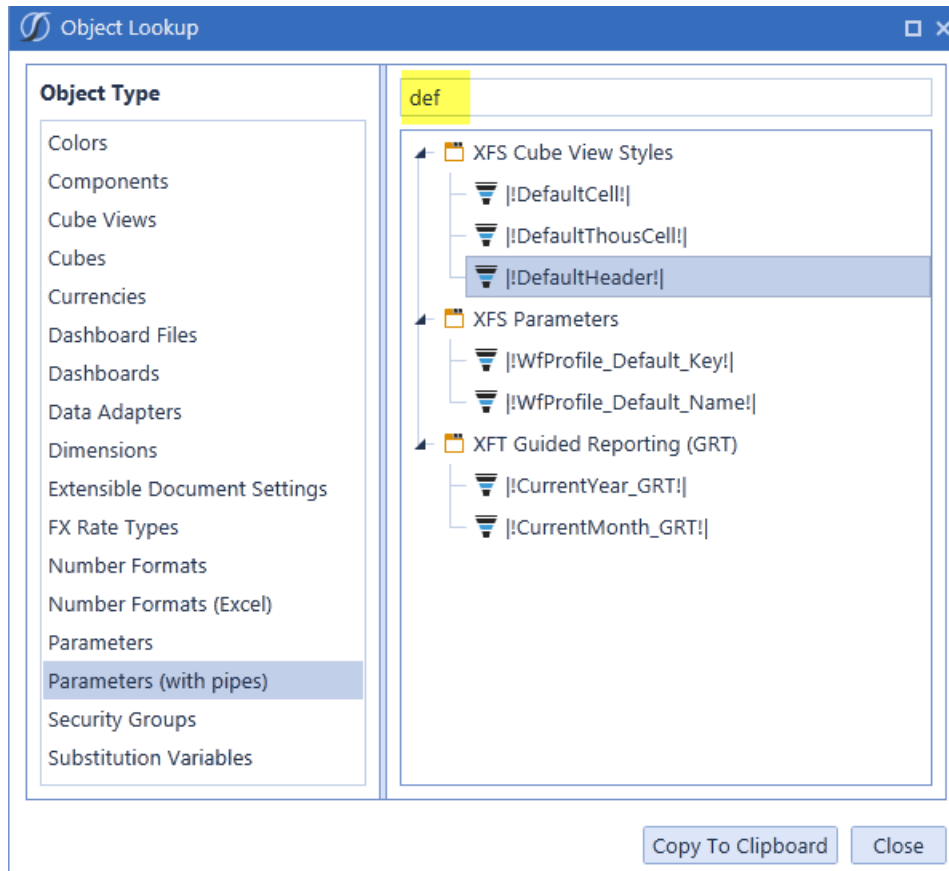 Object Lookup
Object Type
Colors
Components
Cube Views
Cubes
Currencies
Dashboard Files
Dashboards
Data Adapters
Dimensions
Extensible Document Settings
FX Rate Types
Number Formats
Number Formats (Excel)
Parameters
Parameters (with pipes)
Security Groups
Substitution Variables
def
XFS Cube View Styles
|!DefaultCell!|
|!DefaultThousCell!|
|!DefaultHeader!|
XFS Parameters
|!WfProfile_Default_Key!|
|!WfProfile_Default_Name!|
XFT Guided Reporting (GRT)
|!CurrentYear_GRT!|
|!CurrentMonth_GRT!|
Copy To Clipboard
Close